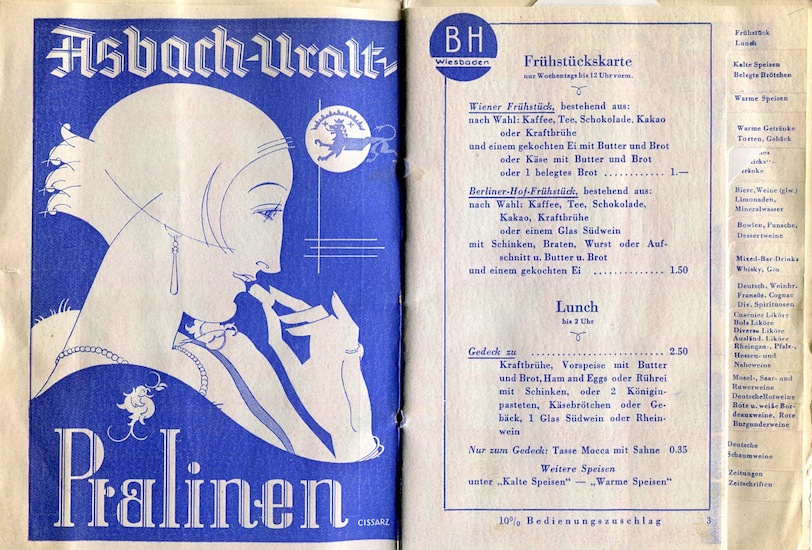 Asbach-Uralt-
Pralinen
CISSARZ
BH
Wiesbaden
Frühstückskarte
nur Wochentags bis 12 Uhr vorm.
Wiener Frühstück, bestehend aus:
nach Wahl: Kaffee, Tee, Schokolade, Kakao
oder Kraftbrühe
und einem gekochten Ei mit Butter und Brot
oder Käse mit Butter und Brot
oder 1 belegtes Brot ............ 1.—
Berliner-Hof-Frühstück, bestehend aus:
nach Wahl: Kaffee, Tee, Schokolade,
Kakao, Kraftbrühe
oder einem Glas Südwein
mit Schinken, Braten, Wurst oder Auf-
schnitt u. Butter u. Brot
und einem gekochten Ei ............. 1.50
Lunch
bis 2 Uhr
Gedeck zu ......................... 2.50
Kraftbrühe, Vorspeise mit Butter
und Brot, Ham and Eggs oder Rührei
mit Schinken, oder 2 Königin-
pasteten, Käsebrötchen oder Ge-
bäck, 1 Glas Südwein oder Rhein-
wein
Nur zum Gedeck: Tasse Mocca mit Sahne 0.35
Weitere Speisen
unter „Kalte Speisen" — „Warme Speisen"
10% Bedienungszuschlag 3
Frühstück
Lunch
Kalte Speisen
Belegte Brötchen
Warme Speisen
Warme Getränke
Torten, Gebäck
Biere, Weine (glw.)
Limonaden,
Mineralwasser
Bowlen, Punsche,
Dessertweine
Mixed-Bar-Drinks
Whisky, Gin
Deutsch. Weinbr.
Französ. Cognac
Div. Spirituosen
Cusenier Liköre
Bols Liköre
Diverse Liköre
Ausländ. Liköre
Rheingau-, Pfalz-,
Hessen- und
Naheweine
Mosel-, Saar- und
Ruwerweine
Deutsche Rotweine
Rote u. weiße Bor-
deauxweine, Rote
Burgunderweine
Deutsche
Schaumweine
Zeitungen
Zeitschriften